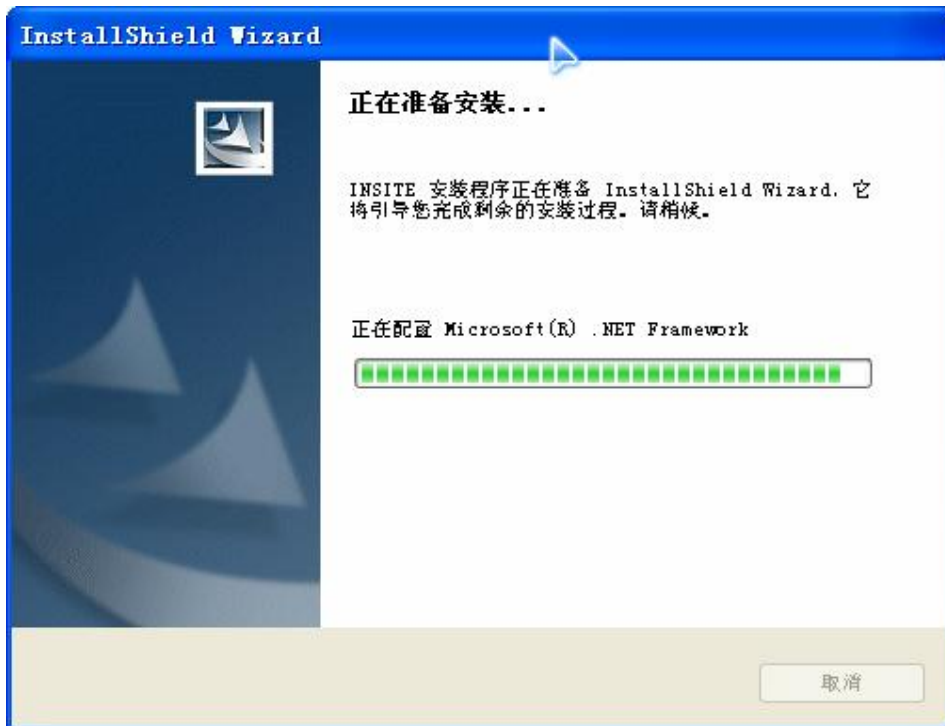 InstallShield Wizard
正在准备安装...
INSITE 安装程序正在准备 InstallShield Wizard, 它
将引导您完成剩余的安装过程。请稍候。
正在配置 Microsoft(R) .NET Framework
取消